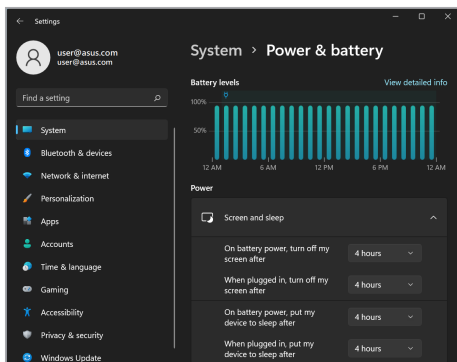 Settings
user@asus.com
user@asus.com
Find a setting
System
Bluetooth & devices
Network & internet
Personalization
Apps
Accounts
Time & language
Gaming
Accessibility
Privacy & security
Windows Update
System > Power & battery
Battery levels
View detailed info
100%
50%
12 AM
6 AM
12 PM
6 PM
12 AM
Power
Screen and sleep
On battery power, turn off my
screen after
4 hours
When plugged in, turn off my
screen after
4 hours
On battery power, put my
device to sleep after
4 hours
When plugged in, put my
device to sleep after
4 hours